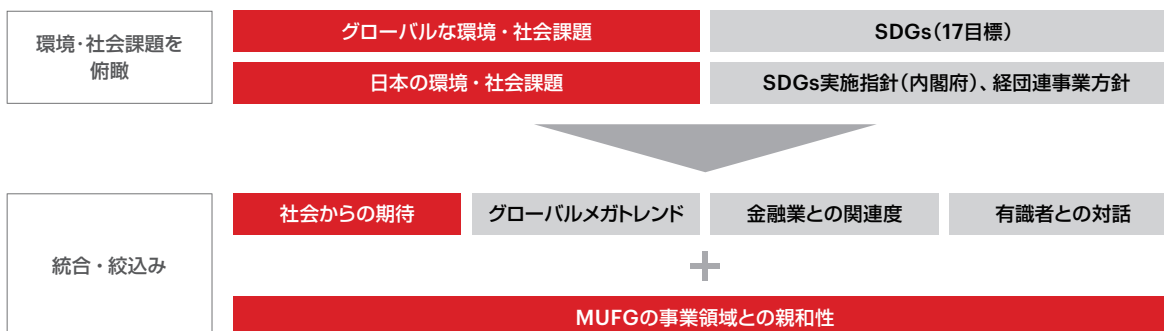 環境・社会課題を
俯瞰
グローバルな環境・社会課題
SDGs（17目標）
日本の環境・社会課題
SDGs実施指針（内閣府）、経団連事業方針
統合・絞込み
社会からの期待
グローバルメガトレンド
金融業との関連度
有識者との対話
+
MUFGの事業領域との親和性